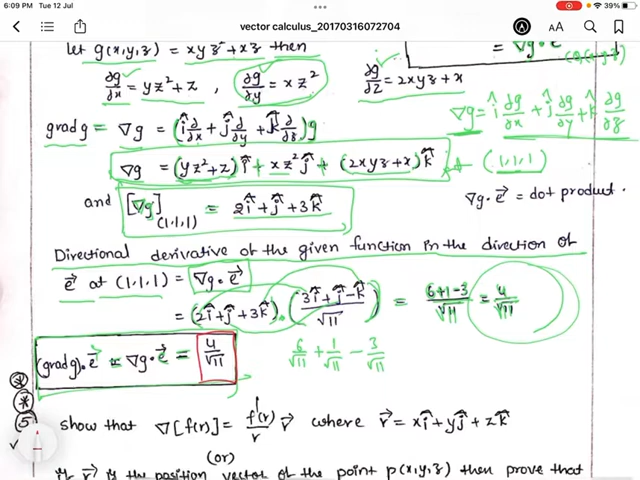 6:09 PM Tue 12 Jul 39%
vector calculus_20170316072704
AA
let g(x,y,z) = xyz²+xz then
= ∇g·e⃗
∂g/∂x = yz²+z , ∂g/∂y = xz² ∂g/∂z = 2xyz+x
grad g = ∇g = (î ∂/∂x + ĵ ∂/∂y + k̂ ∂/∂z)g
∇g = î ∂g/∂x + ĵ ∂g/∂y + k̂ ∂g/∂z
∇g = (yz²+z)î + xz²ĵ + (2xyz+x)k̂ (1,1,1)
and [∇g](1,1,1) = 2î+ĵ+3k̂
∇g·e⃗ = dot product.
Directional derivative of the given function in the direction of
e⃗ at (1,1,1) = ∇g·e⃗
= (2î+ĵ+3k̂)·(3î+ĵ-k̂/√11) = 6+1-3/√11 = 4/√11
(grad g)·e⃗ = ∇g·e⃗ = 4/√11
6/√11 + 1/√11 - 3/√11
5
show that ∇[f(r)] = f'(r)/r r⃗ where r⃗ = xî+yĵ+zk̂
(or)
If r⃗ is the position vector of the point p(x,y,z) then prove that